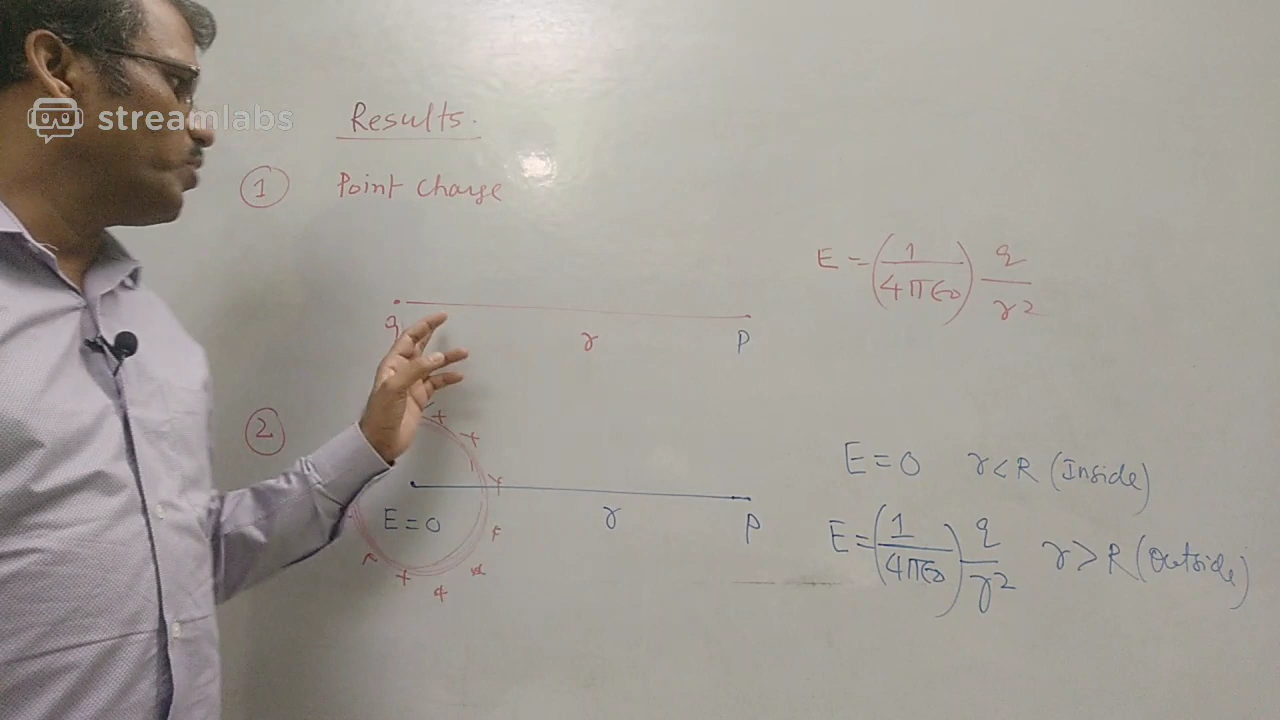 streamlabs
Results.
1 Point Charge
E = (1/4πϵ0) q/r²
q r P
2
E = 0 r < R (Inside)
E = 0 r P
E = (1/4πϵ0) q/r² r > R (Outside)